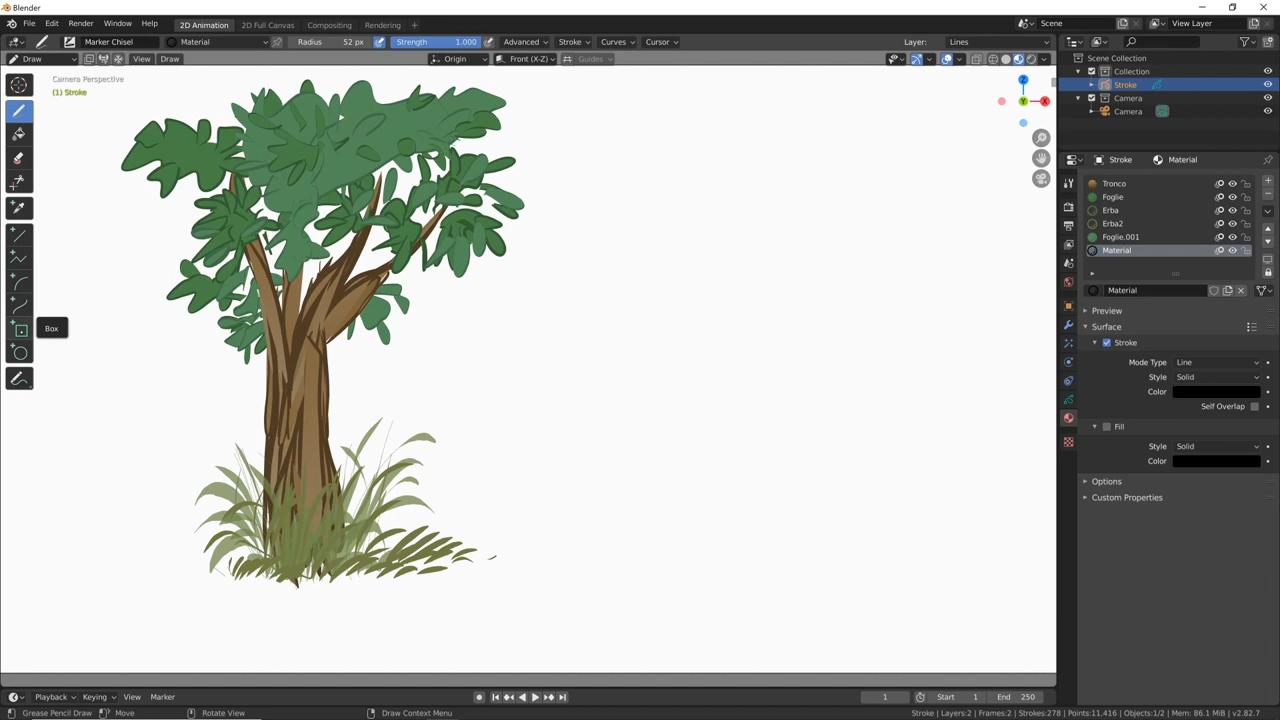 Blender
File Edit Render Window Help 2D Animation 2D Full Canvas Compositing Rendering + Scene View Layer
Marker Chisel Material Radius 52 px Strength 1.000 Advanced Stroke Curves Cursor Layer: Lines
Draw View Draw Origin Front (X-Z) Guides
Scene Collection
Collection
Stroke
Camera
Camera
Camera Perspective
(1) Stroke
Z
Y
X
Box
Stroke Material
Tronco
Foglie
Erba
Erba2
Foglie.001
Material
Material
Preview
Surface
Stroke
Mode Type Line
Style Solid
Color
Self Overlap
Fill
Style Solid
Color
Options
Custom Properties
Playback Keying View Marker 1 Start 1 End 250
Grease Pencil Draw Move Rotate View Draw Context Menu Stroke | Layers:2 | Frames:2 | Strokes:278 | Points:11,416 | Objects:1/2 | Mem: 86.1 MiB | v2.82.7